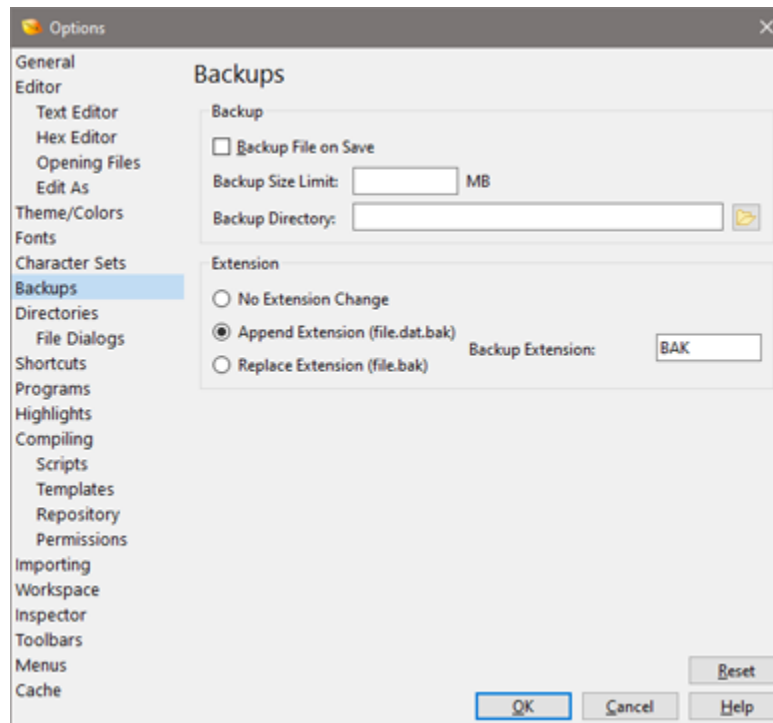 Options
General
Editor
Text Editor
Hex Editor
Opening Files
Edit As
Theme/Colors
Fonts
Character Sets
Backups
Directories
File Dialogs
Shortcuts
Programs
Highlights
Compiling
Scripts
Templates
Repository
Permissions
Importing
Workspace
Inspector
Toolbars
Menus
Cache
Backups
Backup
Backup File on Save
Backup Size Limit: MB
Backup Directory:
Extension
No Extension Change
Append Extension (file.dat.bak)
Replace Extension (file.bak)
Backup Extension: BAK
Reset
OK Cancel Help